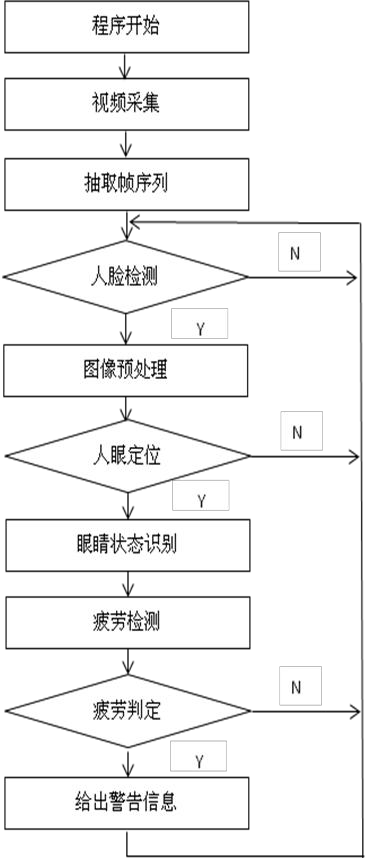 程序开始
视频采集
抽取帧序列
人脸检测
N
Y
图像预处理
人眼定位
N
Y
眼睛状态识别
疲劳检测
疲劳判定
N
Y
给出警告信息